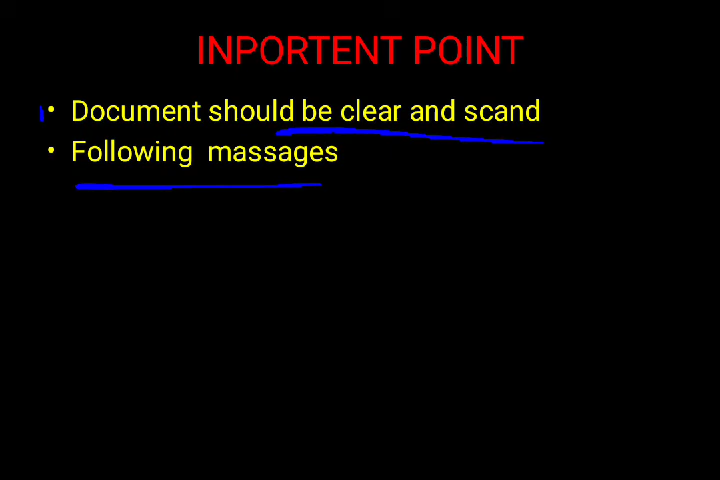 INPORTENT POINT
• Document should be clear and scand
• Following massages